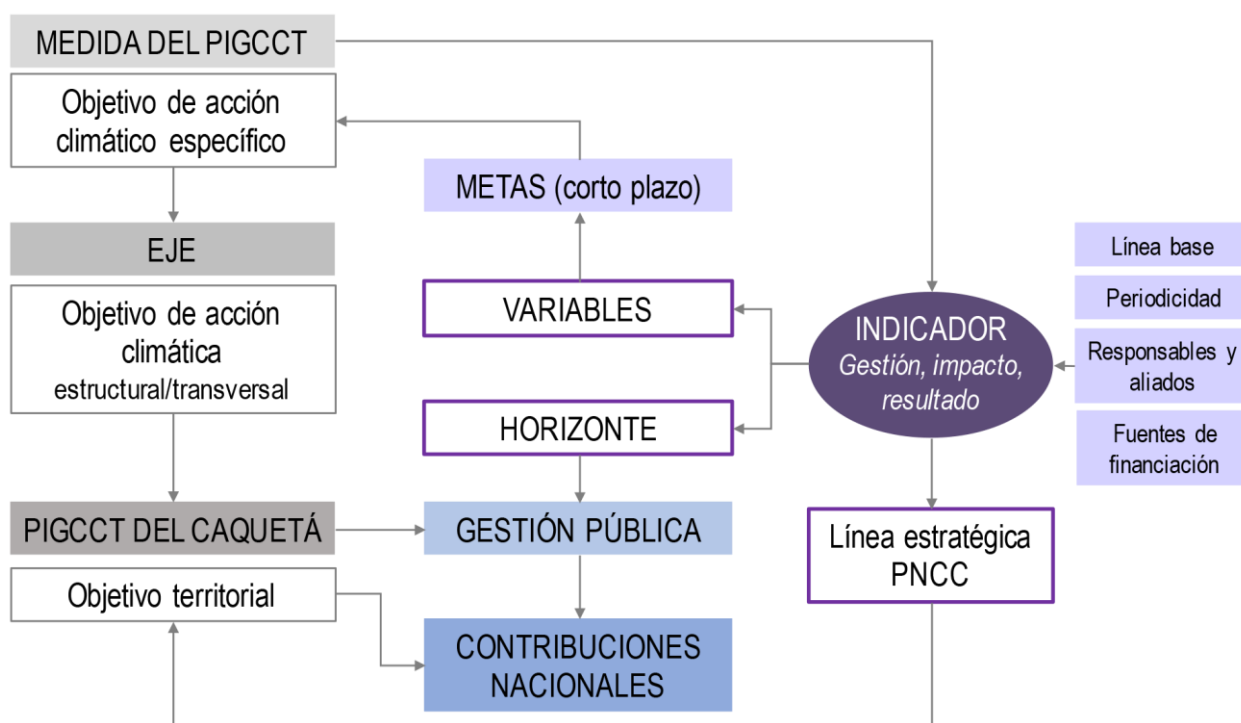 MEDIDA DEL PIGCCT
Objetivo de acción
climático específico
EJE
Objetivo de acción
climática
estructural/transversal
PIGCCT DEL CAQUETÁ
Objetivo territorial
METAS (corto plazo)
VARIABLES
HORIZONTE
GESTIÓN PÚBLICA
CONTRIBUCIONES
NACIONALES
INDICADOR
Gestión, impacto,
resultado
Línea estratégica
PNCC
Línea base
Periodicidad
Responsables y
aliados
Fuentes de
financiación